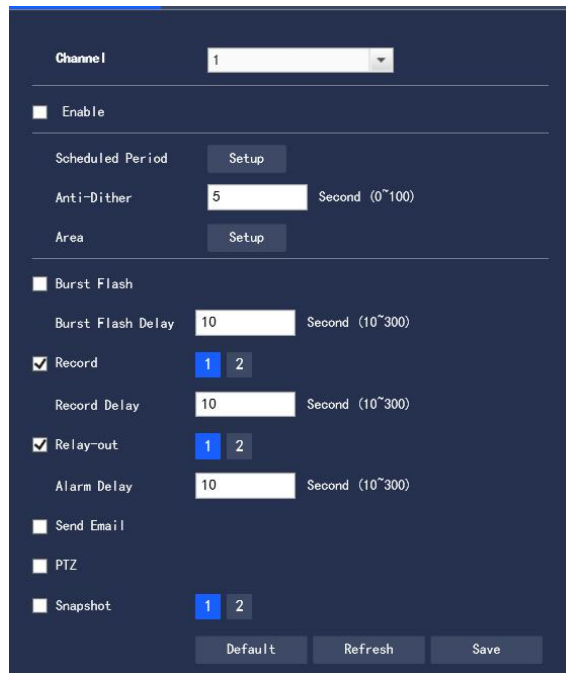 Channel 1
Enable
Scheduled Period Setup
Anti-Dither 5 Second (0~100)
Area Setup
Burst Flash
Burst Flash Delay 10 Second (10~300)
Record 1 2
Record Delay 10 Second (10~300)
Relay-out 1 2
Alarm Delay 10 Second (10~300)
Send Email
PTZ
Snapshot 1 2
Default Refresh Save